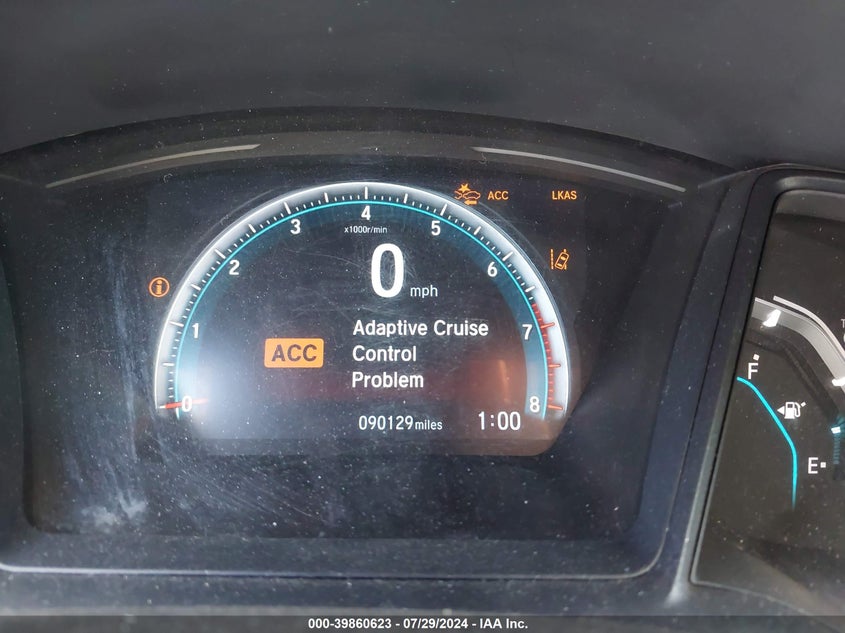 ACC
LKAS
4
3
5
x1000r/min
2
0 mph
6
i
1
Adaptive Cruise
7
ACC
Control
Problem
F
0
8
090129 miles
1:00
E
000-39860623 - 07/29/2024 - IAA Inc.